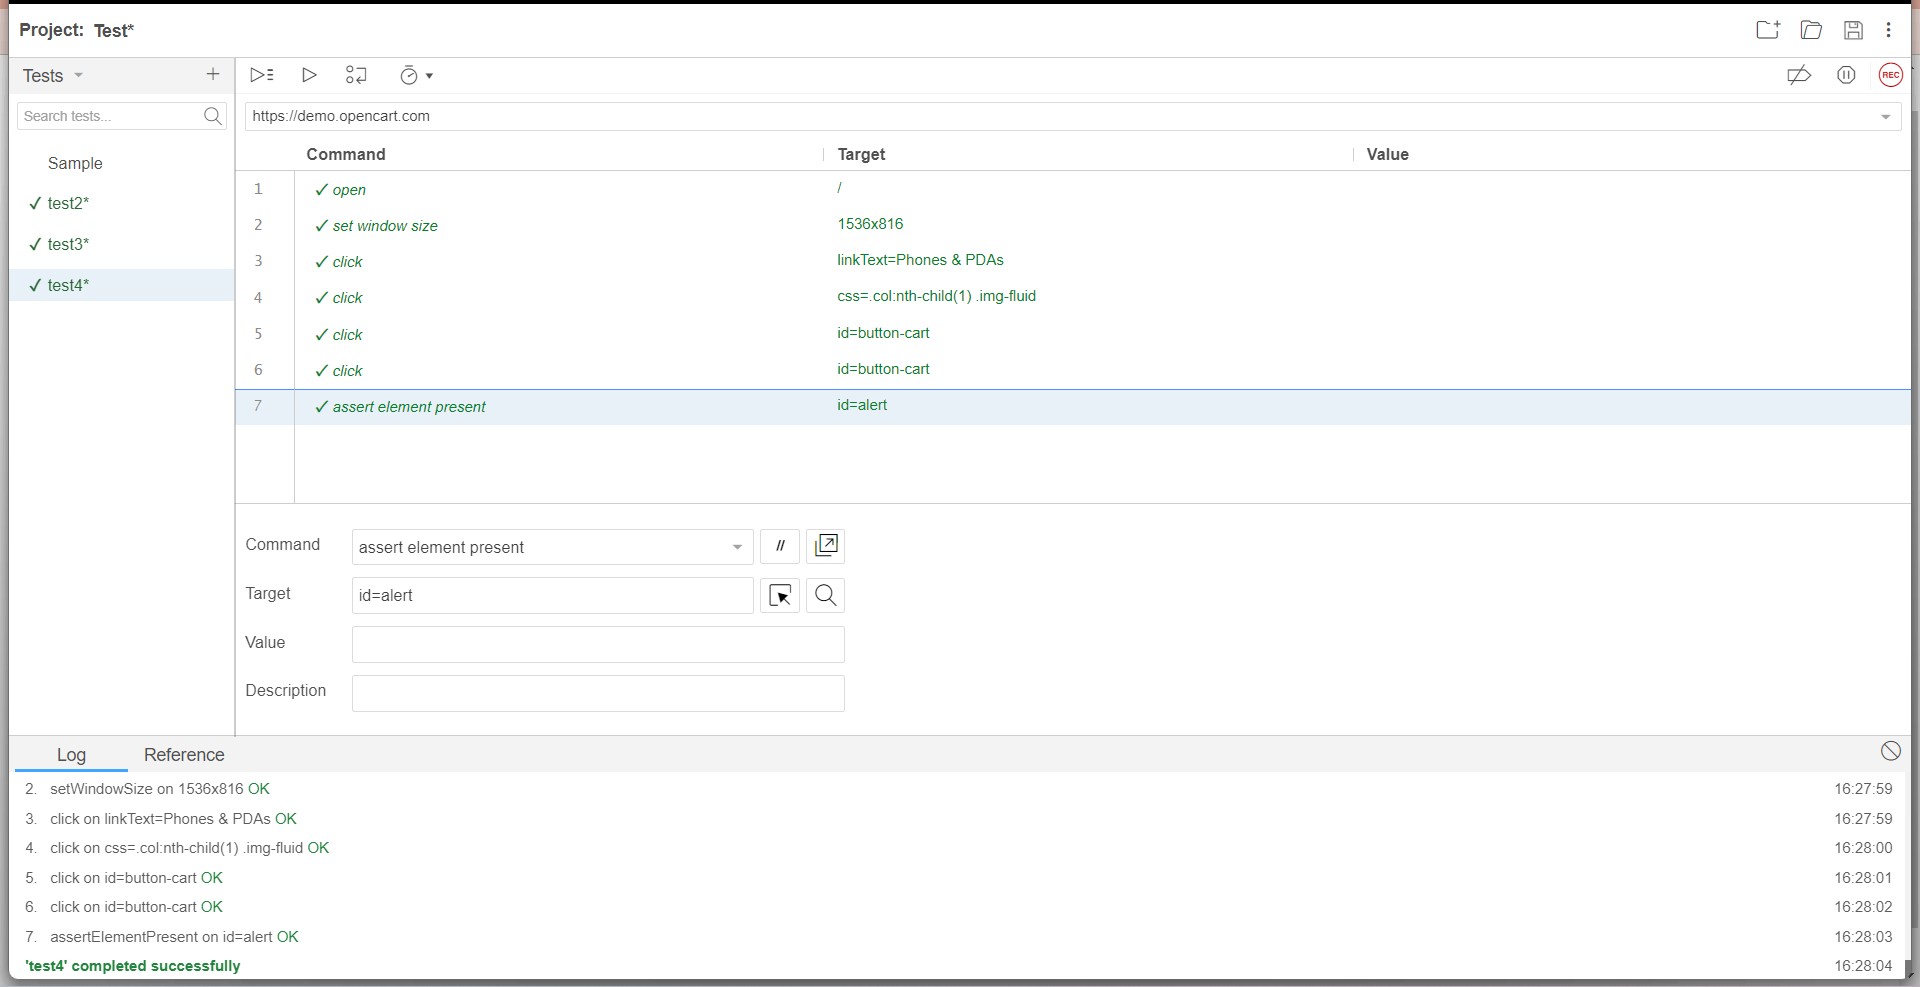 Project: Test*
Tests
Search tests...
Sample
✓ test2*
✓ test3*
✓ test4*
REC
https://demo.opencart.com
Command Target Value
1 ✓ open /
2 ✓ set window size 1536x816
3 ✓ click linkText=Phones & PDAs
4 ✓ click css=.col:nth-child(1) .img-fluid
5 ✓ click id=button-cart
6 ✓ click id=button-cart
7 ✓ assert element present id=alert
Command assert element present //
Target id=alert
Value
Description
Log Reference
2. setWindowSize on 1536x816 OK 16:27:59
3. click on linkText=Phones & PDAs OK 16:27:59
4. click on css=.col:nth-child(1) .img-fluid OK 16:28:00
5. click on id=button-cart OK 16:28:01
6. click on id=button-cart OK 16:28:02
7. assertElementPresent on id=alert OK 16:28:03
'test4' completed successfully 16:28:04